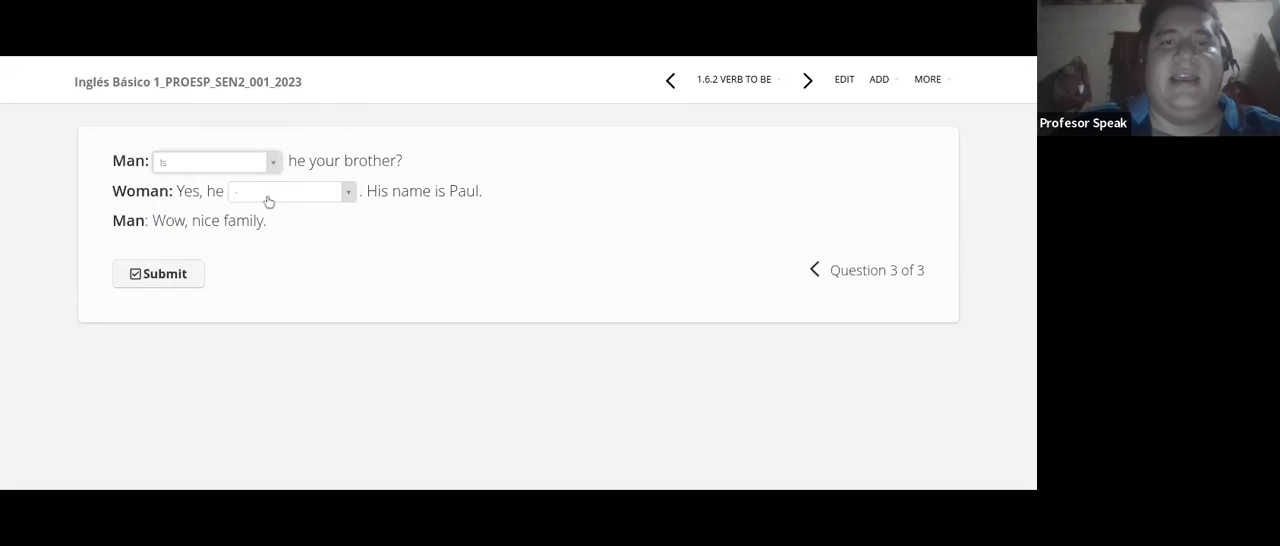 Inglés Básico 1_PROESP_SEN2_001_2023
1.6.2 VERB TO BE
EDIT
ADD
MORE
Profesor Speak
Man: Is he your brother?
Woman: Yes, he - . His name is Paul.
Man: Wow, nice family.
Submit
Question 3 of 3